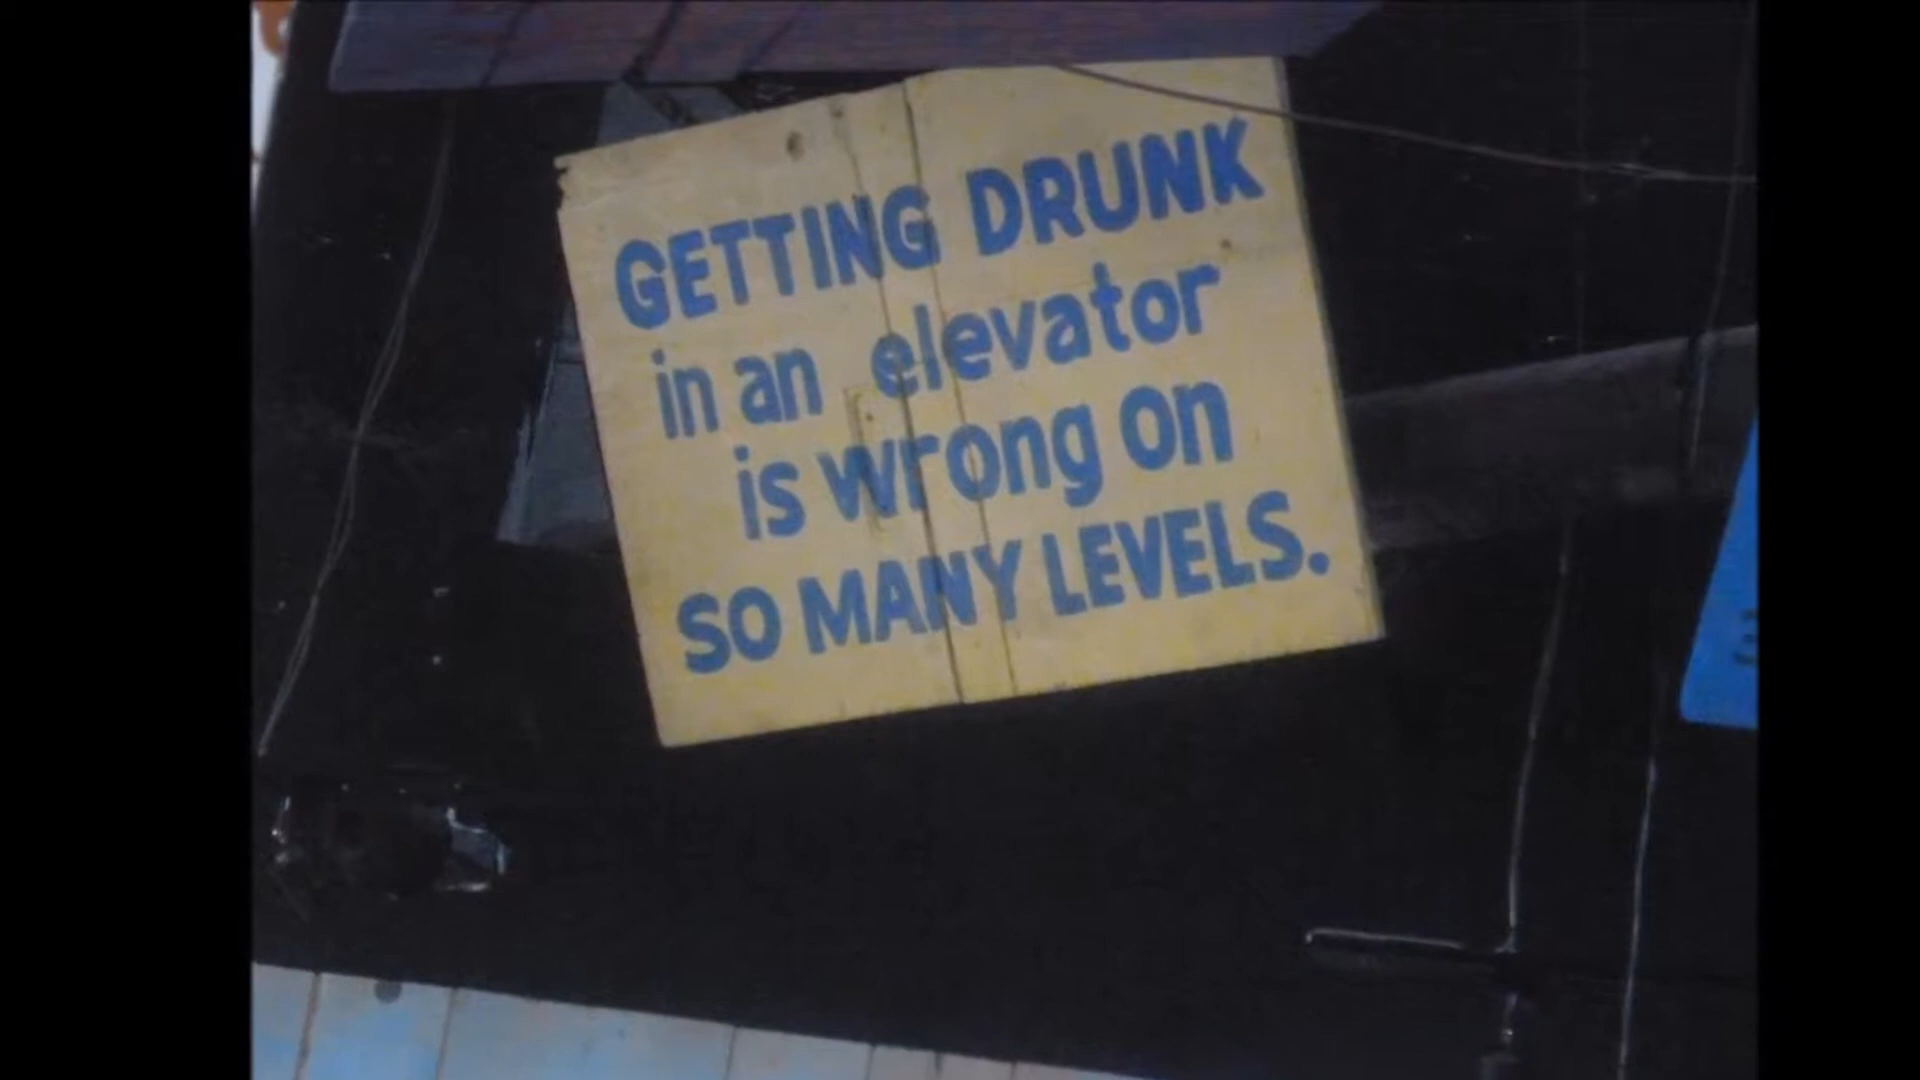 GETTING DRUNK
in an elevator
is wrong on
SO MANY LEVELS.